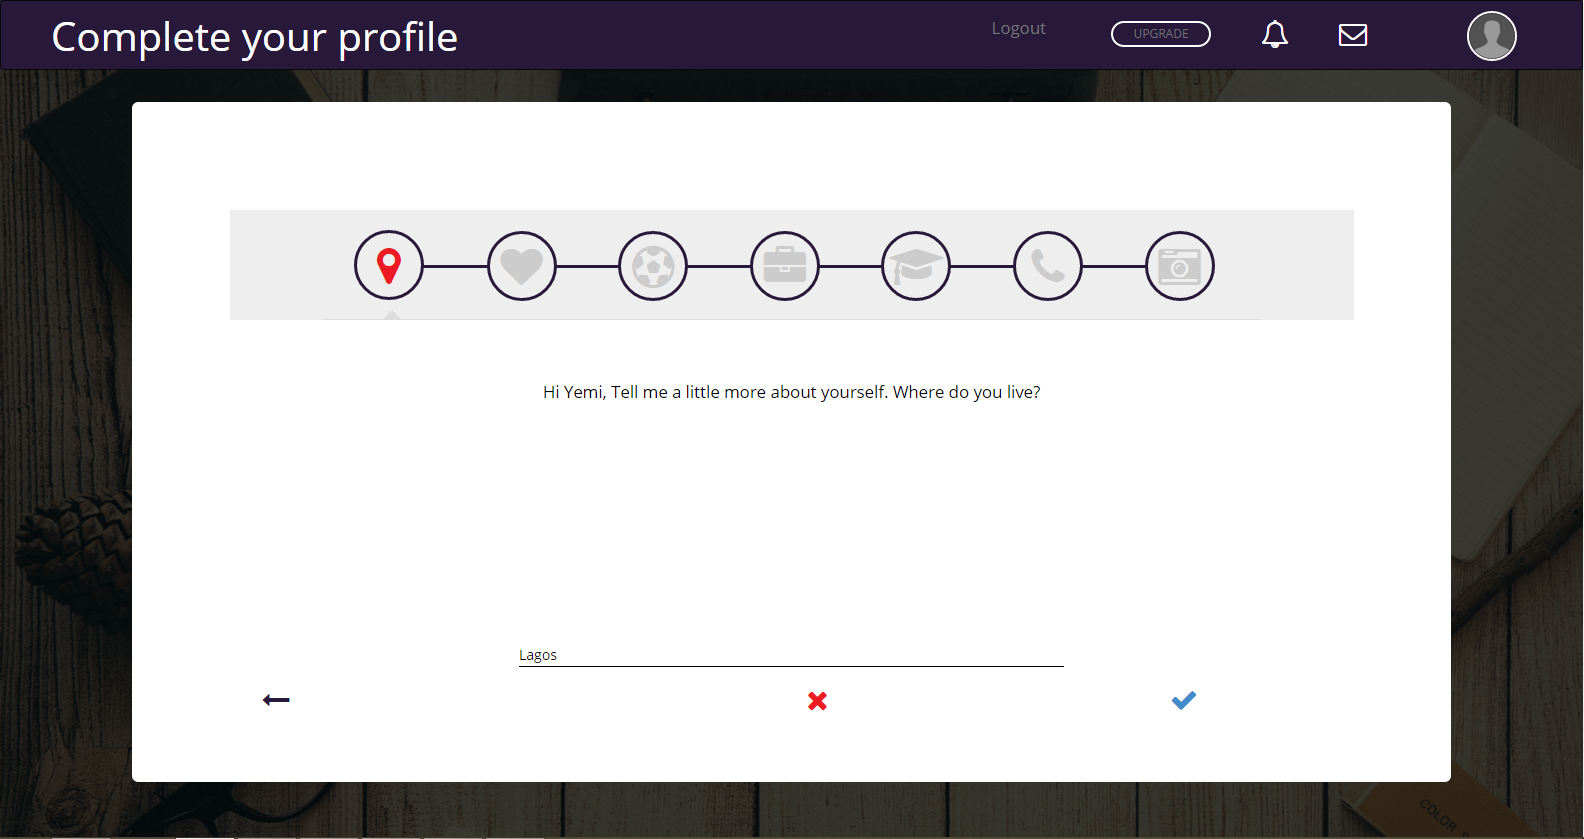 Complete your profile
Logout
UPGRADE
Hi Yemi, Tell me a little more about yourself. Where do you live?
Lagos
COLOR